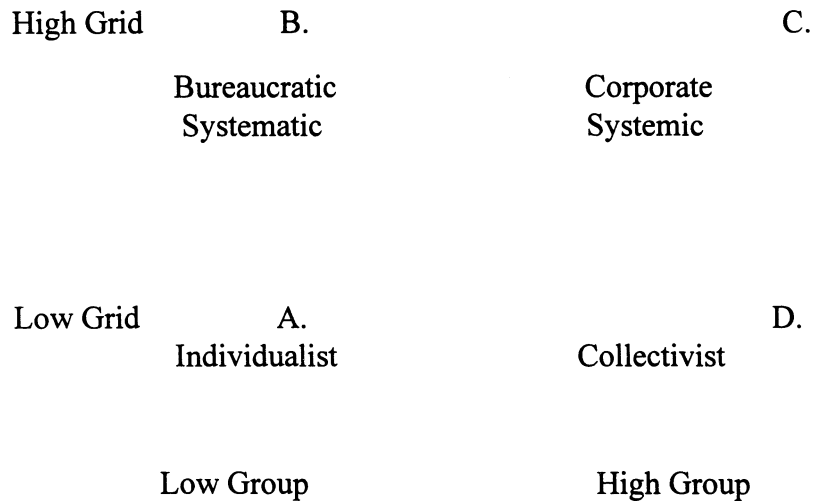 High Grid B. C.
Bureaucratic Corporate
Systematic Systemic
Low Grid A. D.
Individualist Collectivist
Low Group High Group